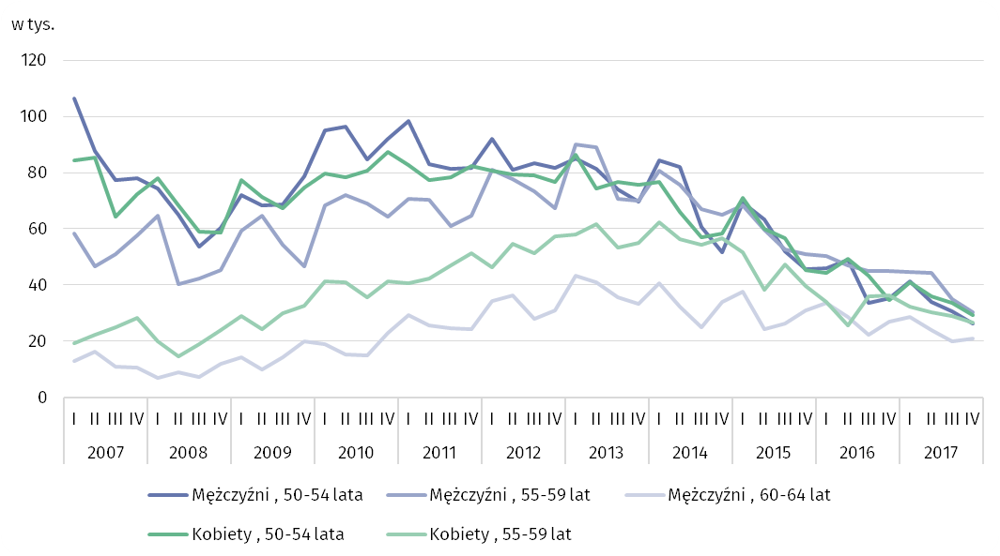 w tys.
120
100
80
60
40
20
0
I II III IV I II III IV I II III IV I II III IV I II III IV I II III IV I II III IV I II III IV I II III IV I II III IV I II III IV
2007 2008 2009 2010 2011 2012 2013 2014 2015 2016 2017
Mężczyźni , 50-54 lata Mężczyźni , 55-59 lat Mężczyźni , 60-64 lat
Kobiety , 50-54 lata Kobiety , 55-59 lat